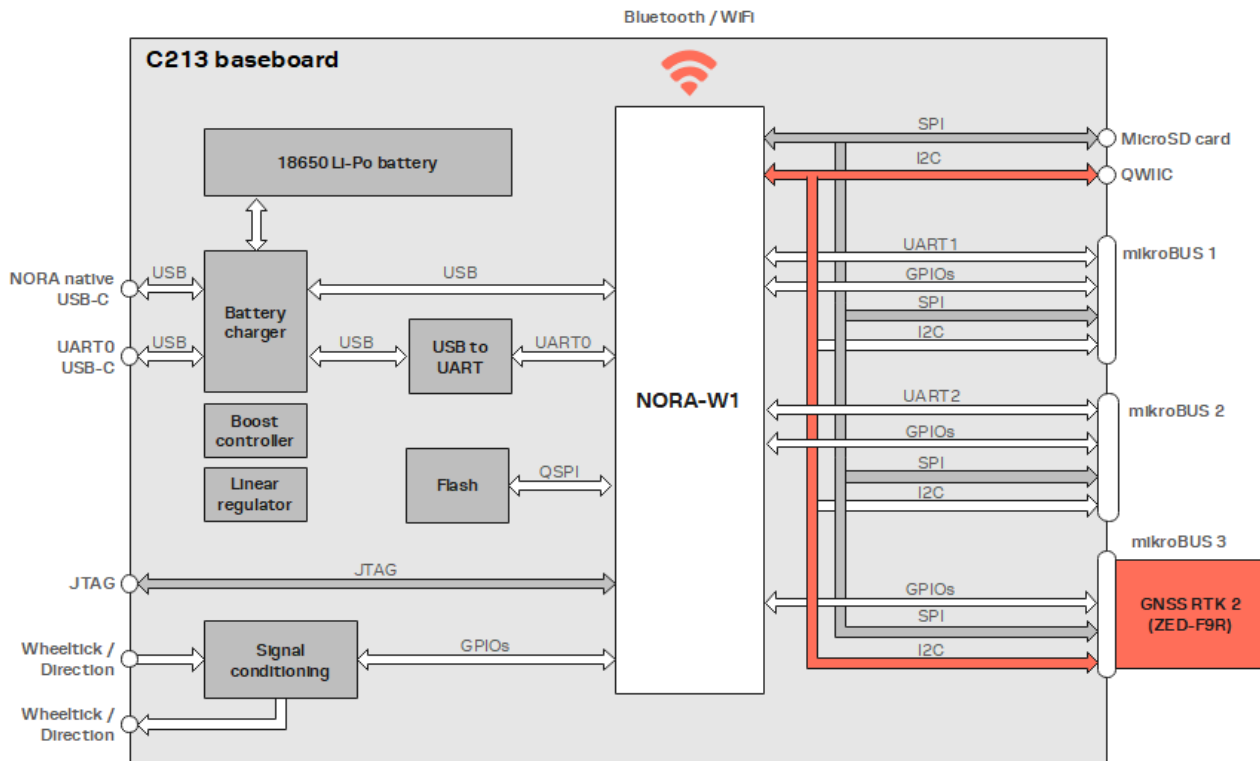 Bluetooth / WiFi
C213 baseboard
18650 Li-Po battery
NORA native
USB-C
USB
Battery
charger
USB
UART0
USB-C
USB
USB
USB to
UART
UART0
Boost
controller
Linear
regulator
Flash
QSPI
JTAG
JTAG
Wheeltick /
Direction
Signal
conditioning
GPIOs
Wheeltick /
Direction
NORA-W1
SPI
MicroSD card
I2C
QWIIC
UART1
mikroBUS 1
GPIOs
SPI
I2C
UART2
mikroBUS 2
GPIOs
SPI
I2C
mikroBUS 3
GPIOs
SPI
I2C
GNSS RTK 2
(ZED-F9R)